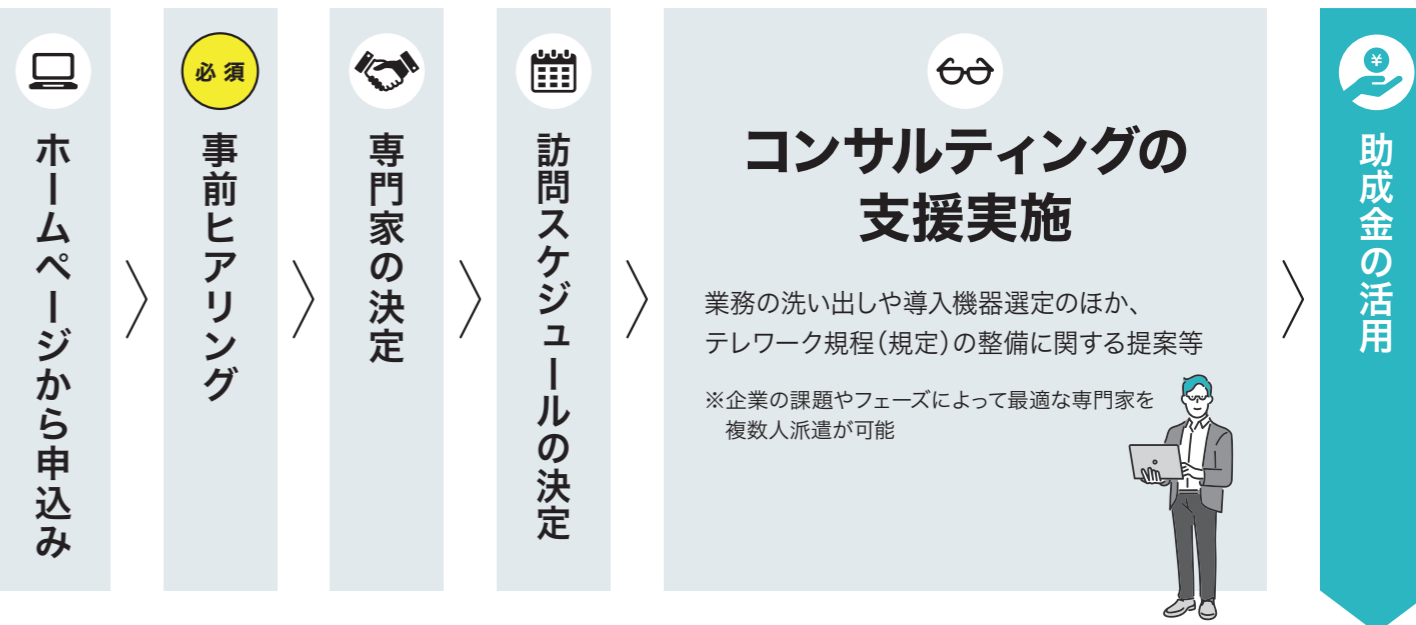 ホームページから申込み
必須
事前ヒアリング
専門家の決定
訪問スケジュールの決定
コンサルティングの
支援実施
業務の洗い出しや導入機器選定のほか、
テレワーク規程(規定)の整備に関する提案等
※企業の課題やフェーズによって最適な専門家を
複数人派遣が可能
¥
助成金の活用